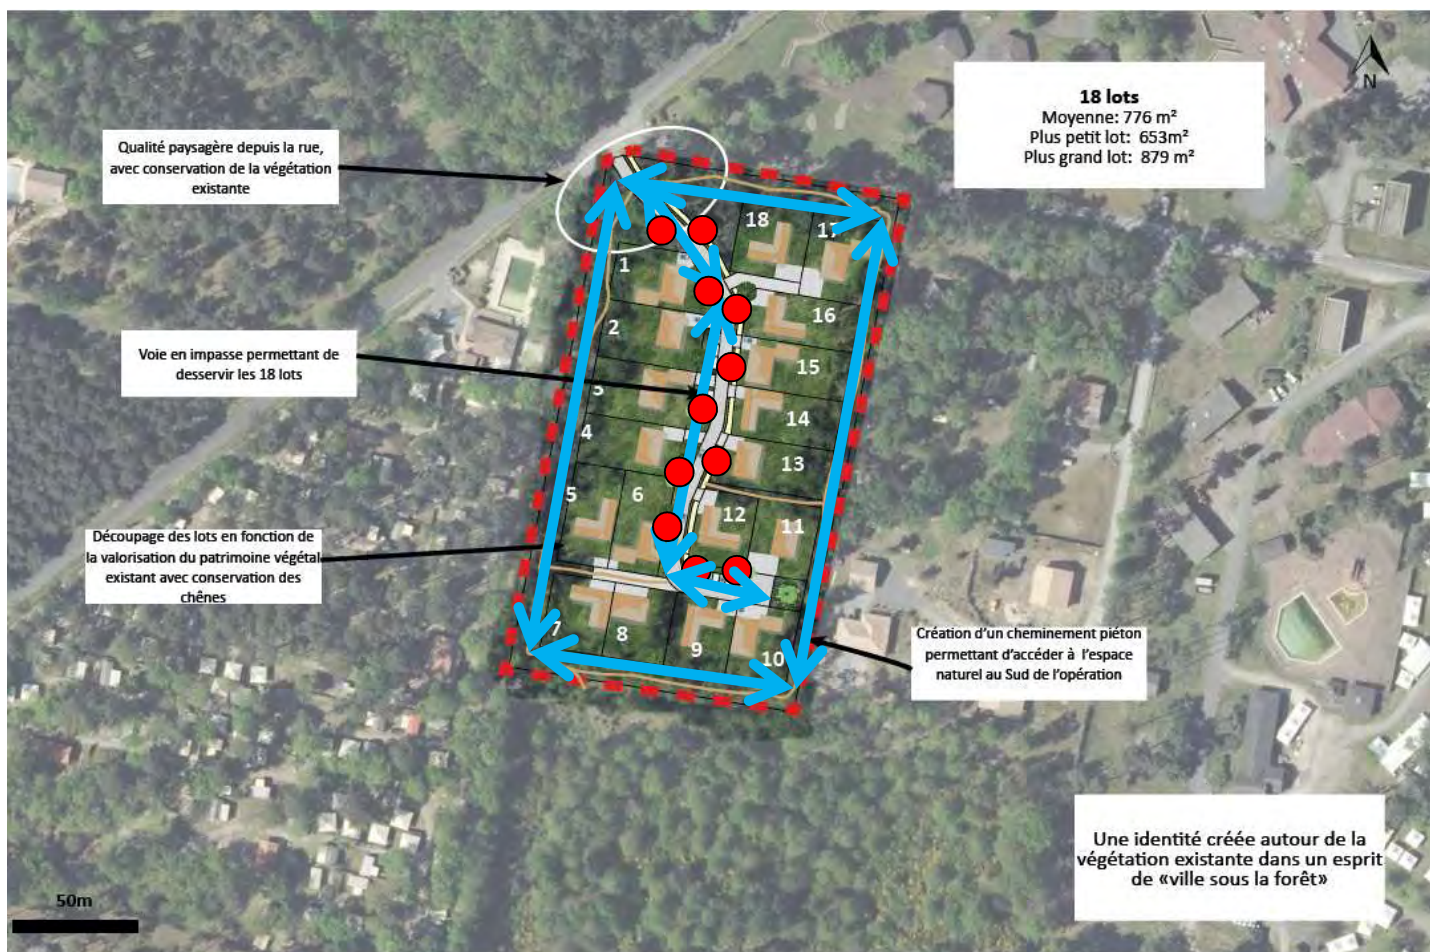 18 lots
Moyenne: 776 m²
Plus petit lot: 653m²
Plus grand lot: 879 m²
N
Qualité paysagère depuis la rue,
avec conservation de la végétation
existante
Voie en impasse permettant de
desservir les 18 lots
Découpage des lots en fonction de
la valorisation du patrimoine végétal
existant avec conservation des
chênes
1
2
3
4
5
6
7
8
9
10
11
12
13
14
15
16
17
18
Création d'un cheminement piéton
permettant d'accéder à l'espace
naturel au Sud de l'opération
Une identité créée autour de la
végétation existante dans un esprit
de «ville sous la forêt»
50m